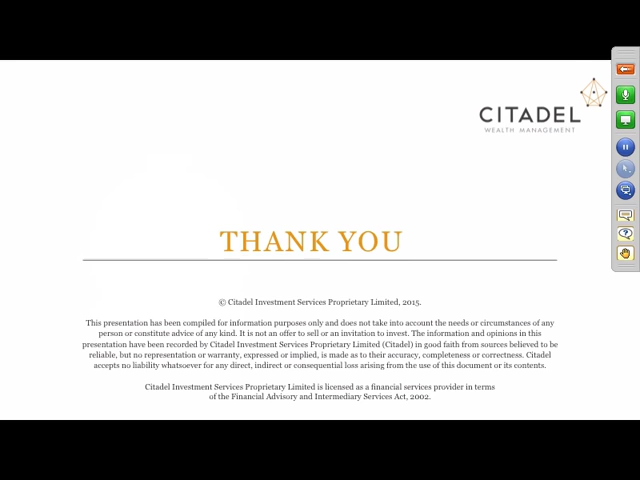 CITADEL
WEALTH MANAGEMENT
THANK YOU
© Citadel Investment Services Proprietary Limited, 2015.
This presentation has been compiled for information purposes only and does not take into account the needs or circumstances of any
person or constitute advice of any kind. It is not an offer to sell or an invitation to invest. The information and opinions in this
presentation have been recorded by Citadel Investment Services Proprietary Limited (Citadel) in good faith from sources believed to be
reliable, but no representation or warranty, expressed or implied, is made as to their accuracy, completeness or correctness. Citadel
accepts no liability whatsoever for any direct, indirect or consequential loss arising from the use of this document or its contents.
Citadel Investment Services Proprietary Limited is licensed as a financial services provider in terms
of the Financial Advisory and Intermediary Services Act, 2002.